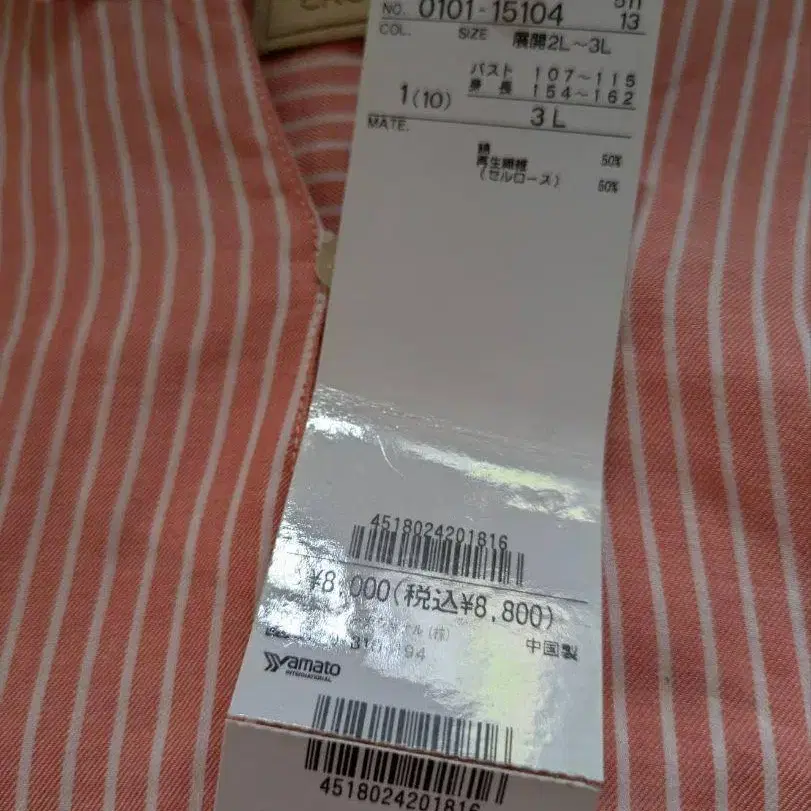 NO. 0101-15104
13
COL. SIZE 展開2L〜3L
バスト 107〜115
身長 154〜162
1(10) 3L
MATE.
綿 50%
再生繊維
(セルローズ) 50%
4518024201816
¥8,000(税込¥8,800)
中国製
Yamato
INTERNATIONAL
4518024201816